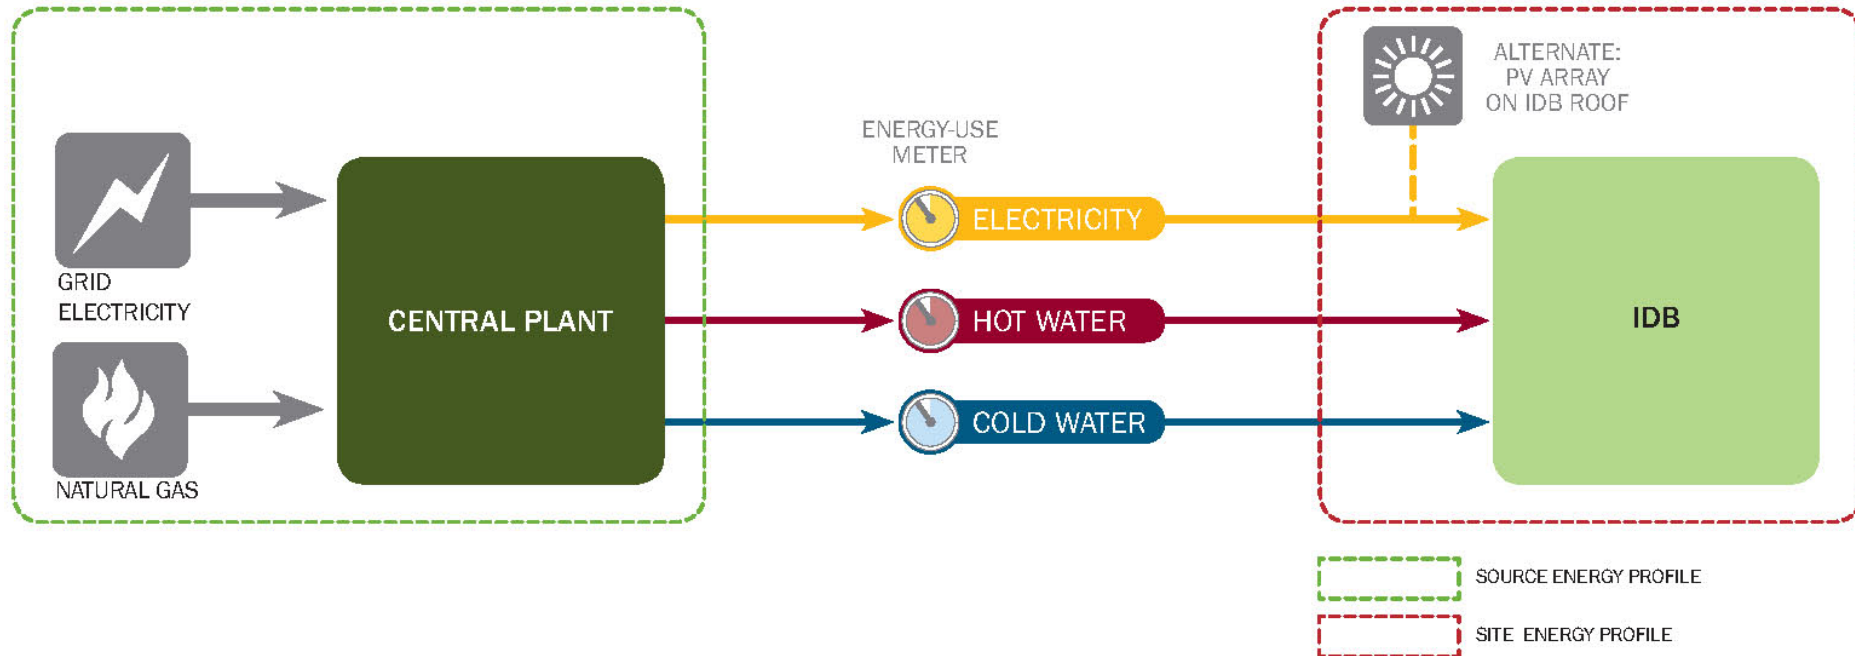 GRID
ELECTRICITY
NATURAL GAS
CENTRAL PLANT
ENERGY-USE
METER
ELECTRICITY
HOT WATER
COLD WATER
ALTERNATE:
PV ARRAY
ON IDB ROOF
IDB
SOURCE ENERGY PROFILE
SITE ENERGY PROFILE